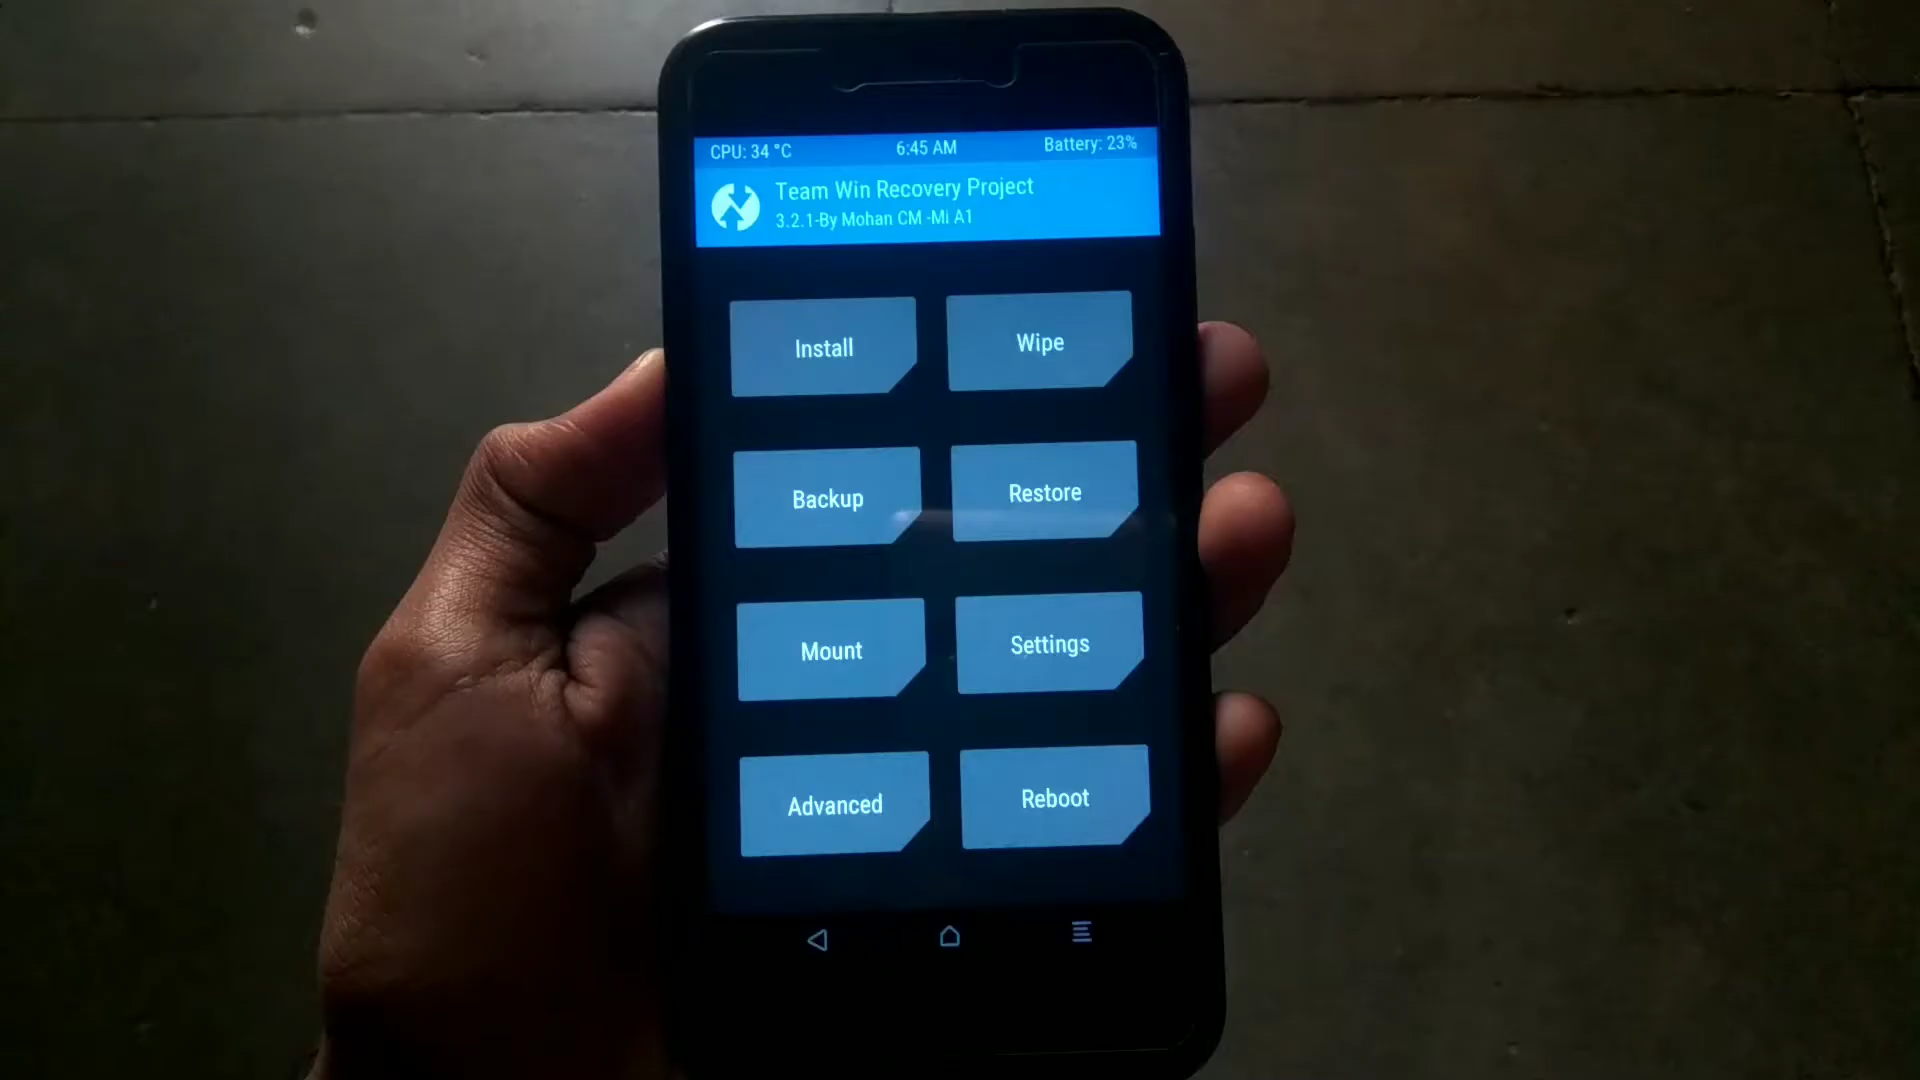 CPU: 34 °C 6:45 AM Battery: 23%
Team Win Recovery Project
3.2.1-By Mohan CM -Mi A1
Install Wipe
Backup Restore
Mount Settings
Advanced Reboot